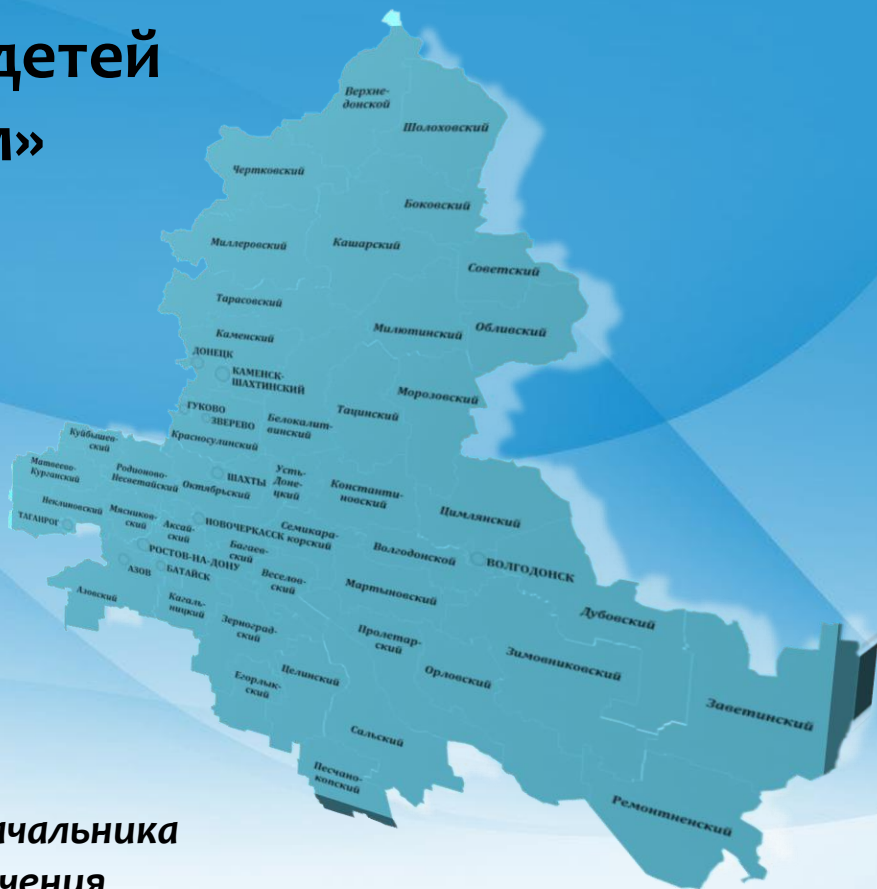 детей
»
Верхне-
донской
Шолоховский
Чертковский
Боковский
Миллеровский
Кашарский
Советский
Тарасовский
Каменский
Милютинский
Обливский
ДОНЕЦК
КАМЕНСК-
ШАХТИНСКИЙ
Морозовский
ГУКОВО
ЗВЕРЕВО
Белокалит-
винский
Тацинский
Красносулинский
Куйбышев-
ский
Матвеево-
Курганский
Родионово-
Несветайский
Октябрьский
ШАХТЫ
Усть-
Доне-
цкий
Константи-
новский
Цимлянский
Неклиновский
ТАГАНРОГ
Мясников-
ский
Аксай-
ский
НОВОЧЕРКАССК
Семикара-
корский
Багаев-
ский
Волгодонской
ВОЛГОДОНСК
РОСТОВ-НА-ДОНУ
АЗОВ
БАТАЙСК
Веселов-
ский
Мартыновский
Азовский
Кагаль-
ницкий
Зерноград-
ский
Пролетар-
ский
Дубовский
Зимовниковский
Егорлык-
ский
Целинский
Орловский
Заветинский
Сальский
Песчано-
копский
Ремонтненский
ачальника
чения